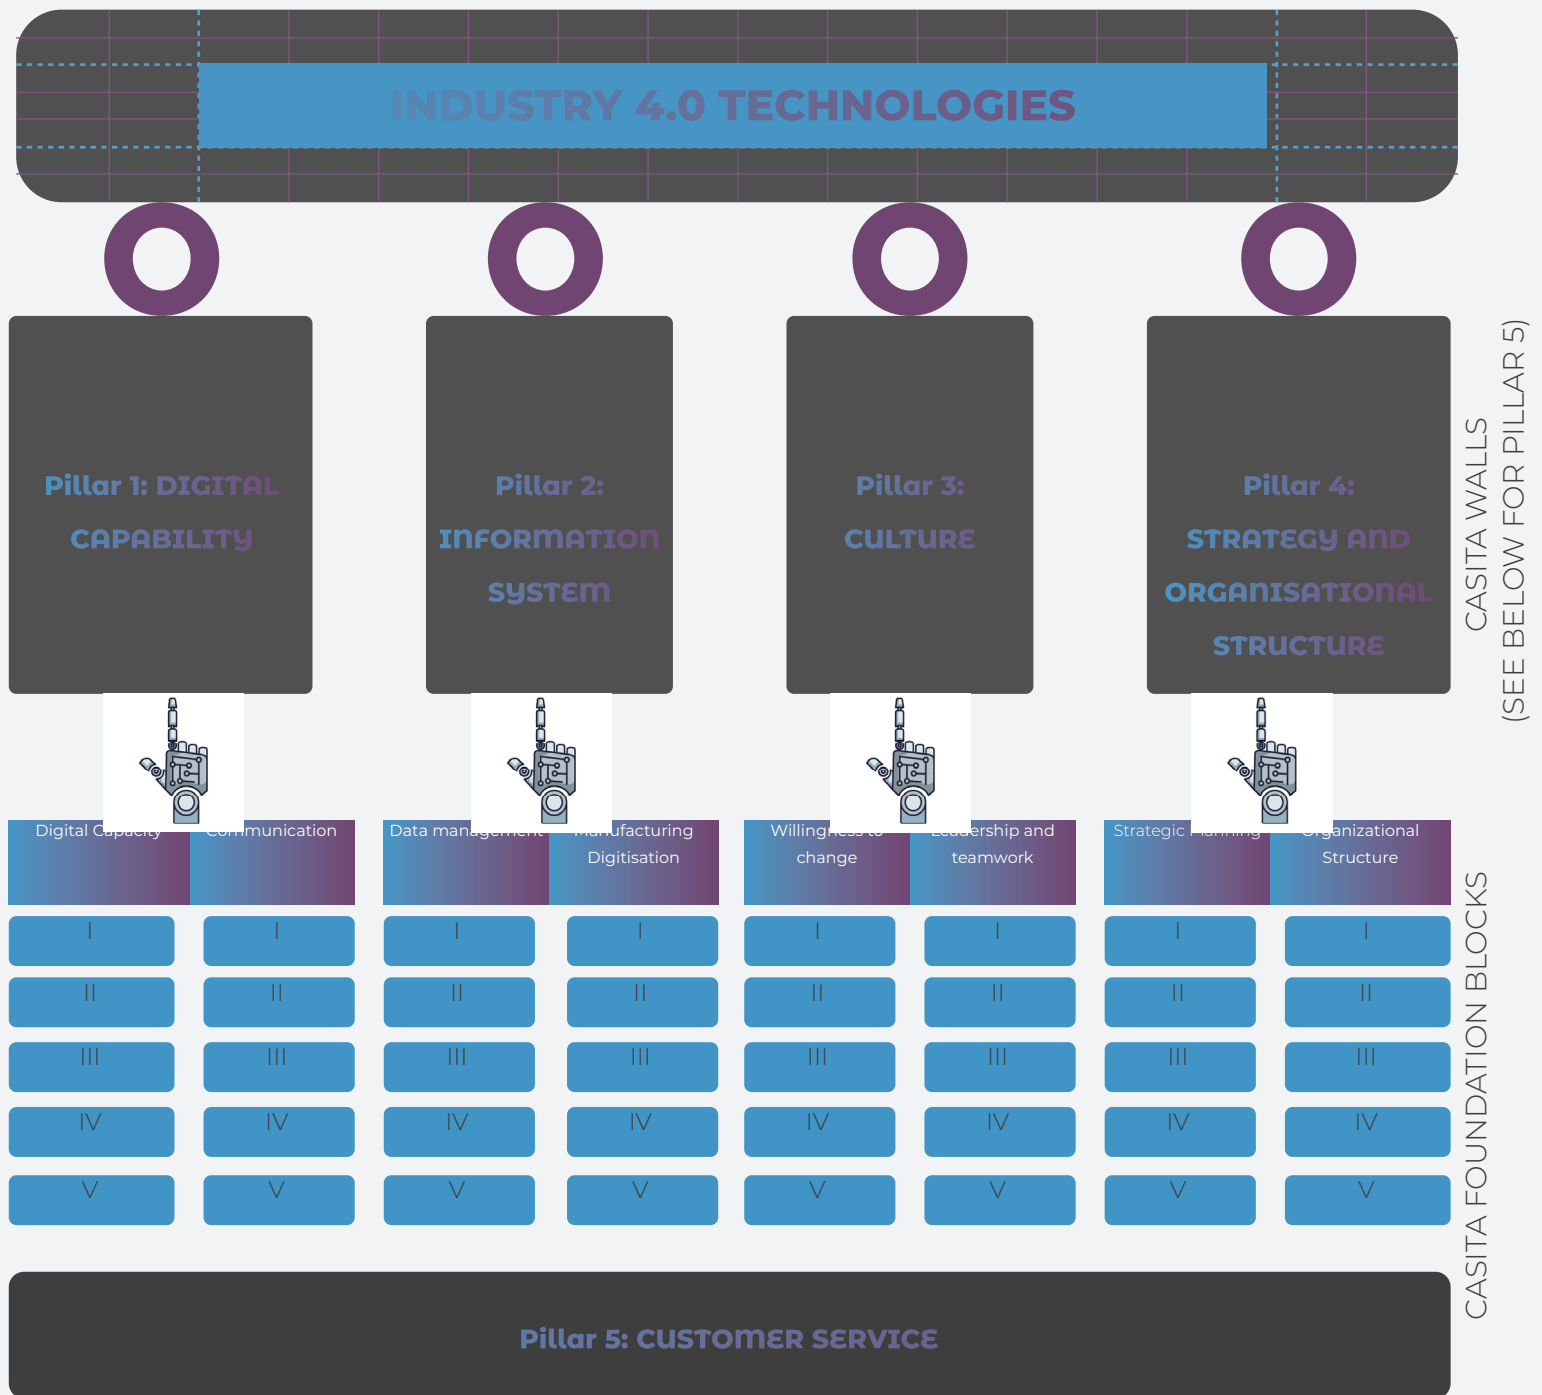 INDUSTRY 4.0 TECHNOLOGIES
Pillar 1: DIGITAL
CAPABILITY
Pillar 2:
INFORMATION
SYSTEM
Pillar 3:
CULTURE
Pillar 4:
STRATEGY AND
ORGANISATIONAL
STRUCTURE
CASITA WALLS
(SEE BELOW FOR PILLAR 5)
Digital Capacity
Communication
Data management
Manufacturing
Digitisation
Willingness to
change
Leadership and
teamwork
Strategic Planning
Organizational
Structure
I I I I I I I I
II II II II II II II II
III III III III III III III III
IV IV IV IV IV IV IV IV
V V V V V V V V
CASITA FOUNDATION BLOCKS
Pillar 5: CUSTOMER SERVICE